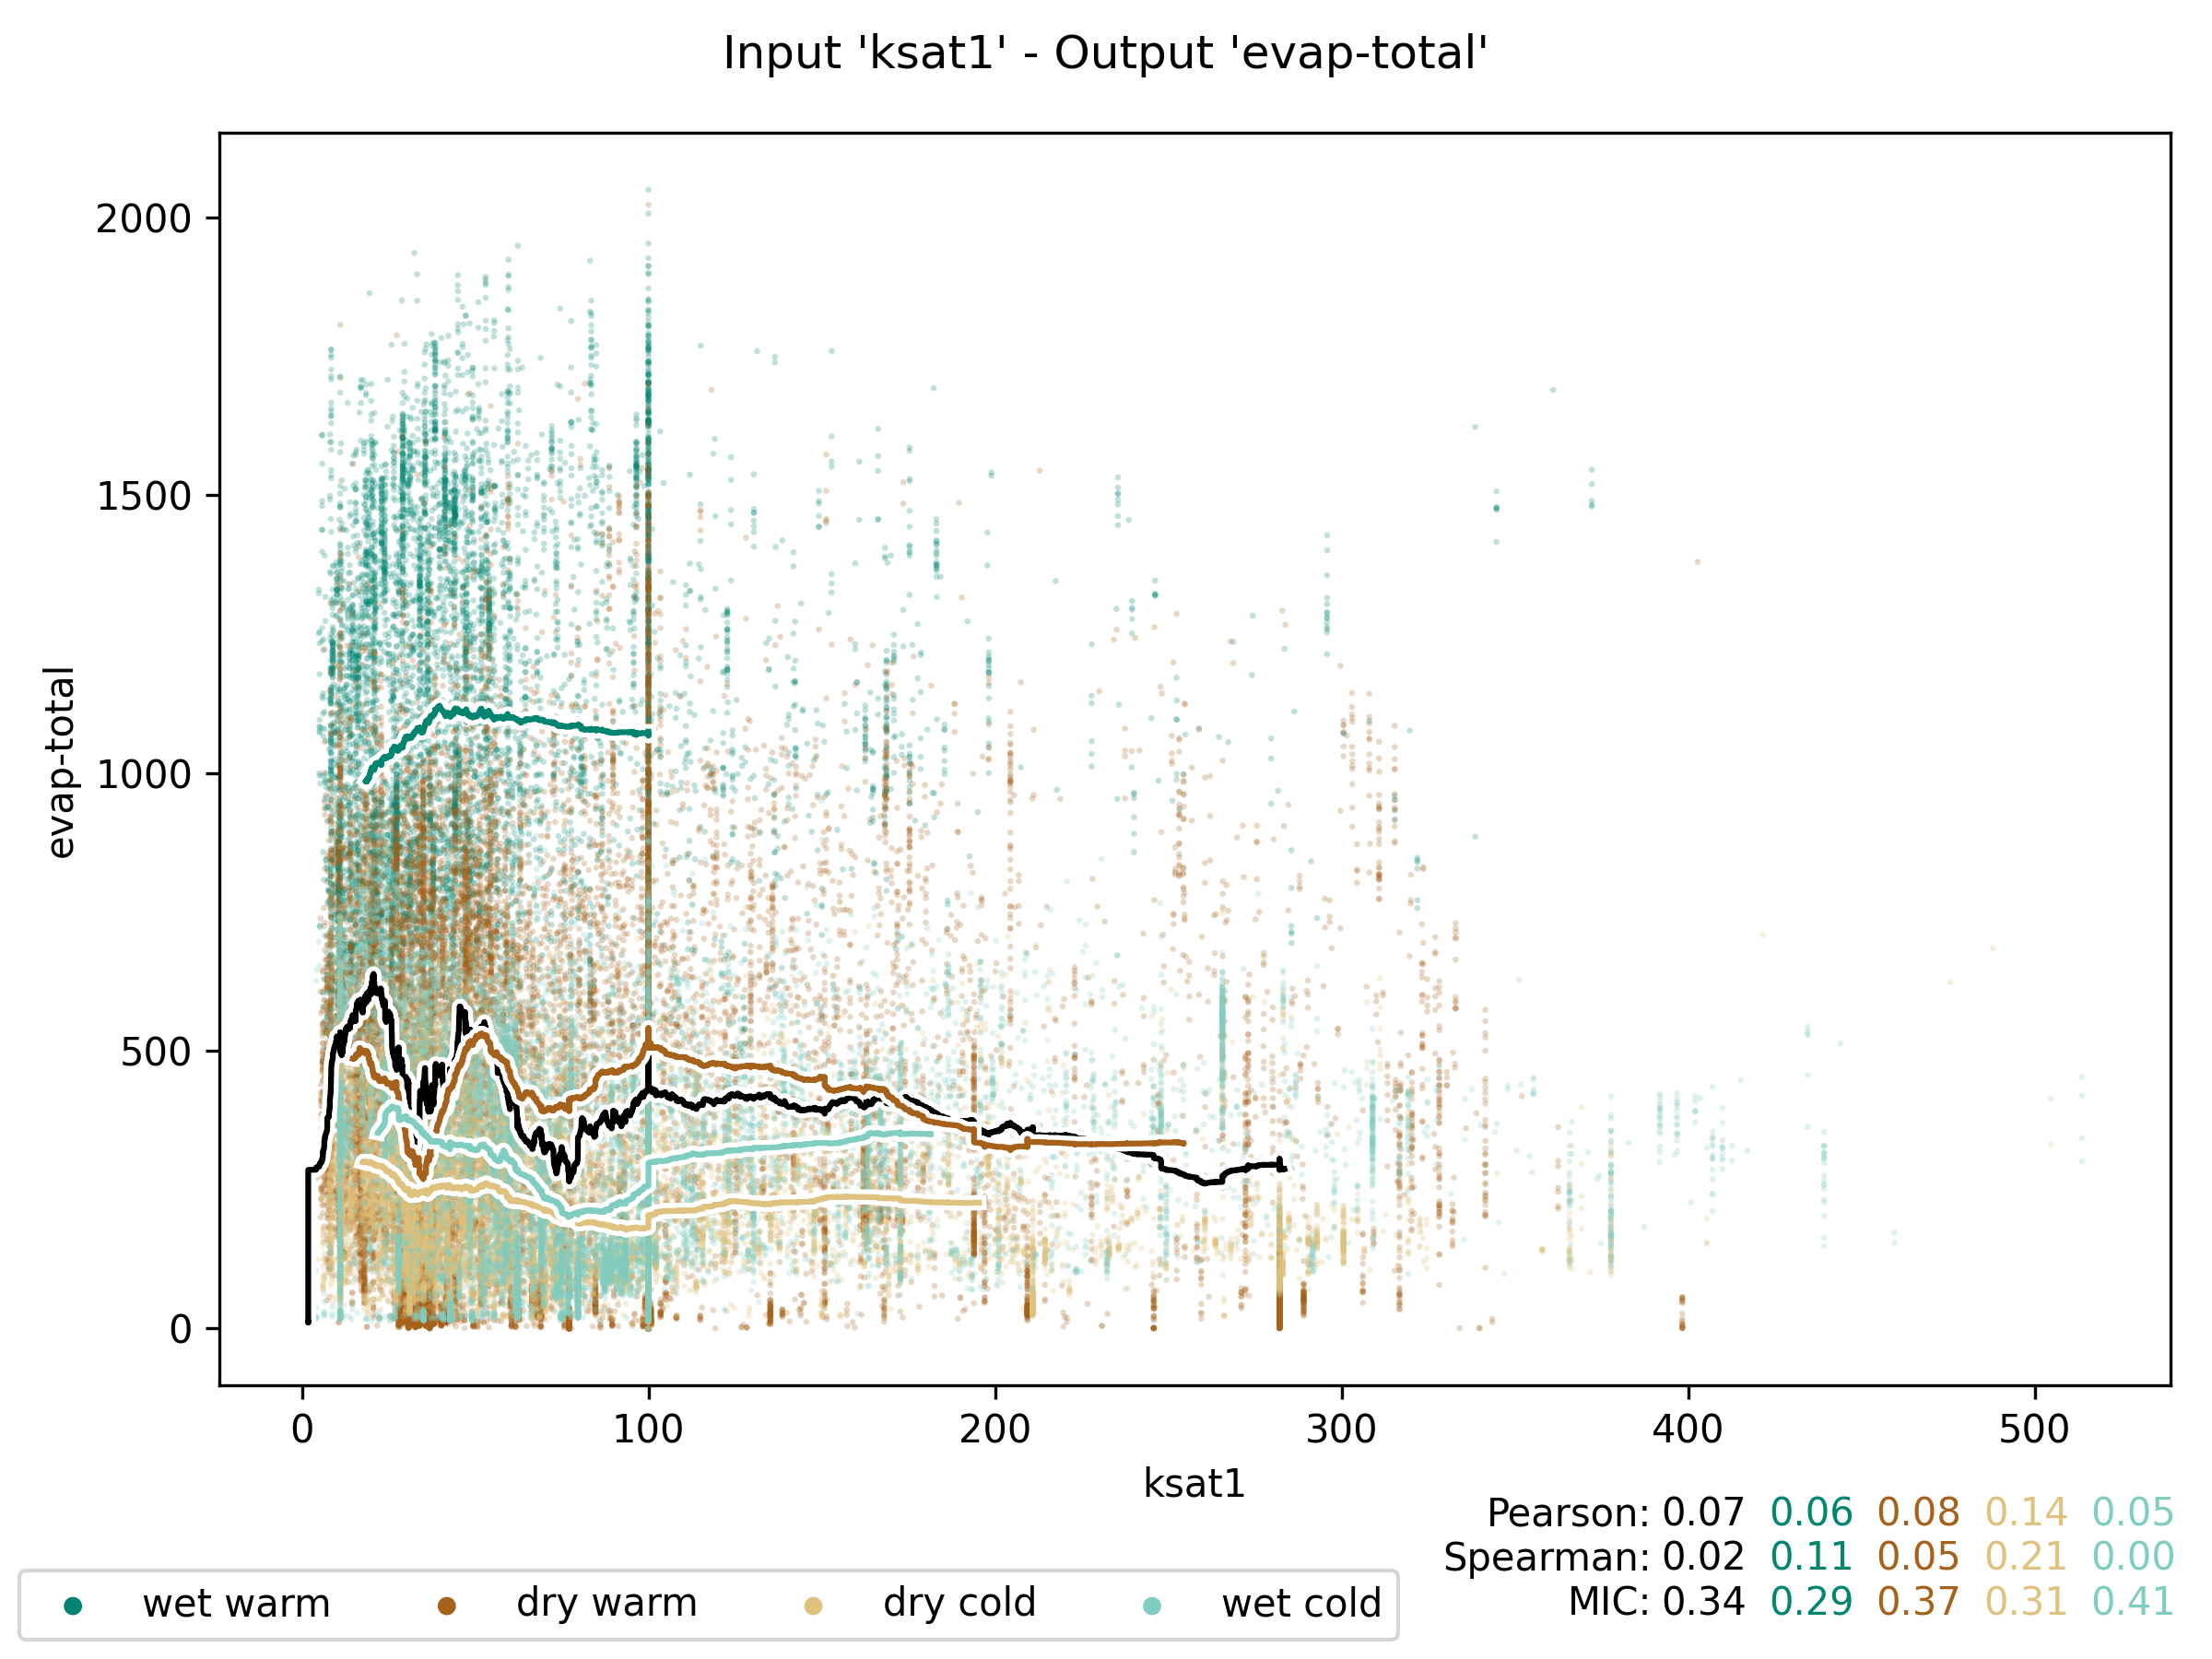 Input 'ksat1' - Output 'evap-total'
2000
1500
1000
500
0
evap-total
0 100 200 300 400 500
ksat1
Pearson: 0.07 0.06 0.08 0.14 0.05
Spearman: 0.02 0.11 0.05 0.21 0.00
MIC: 0.34 0.29 0.37 0.31 0.41
wet warm dry warm dry cold wet cold